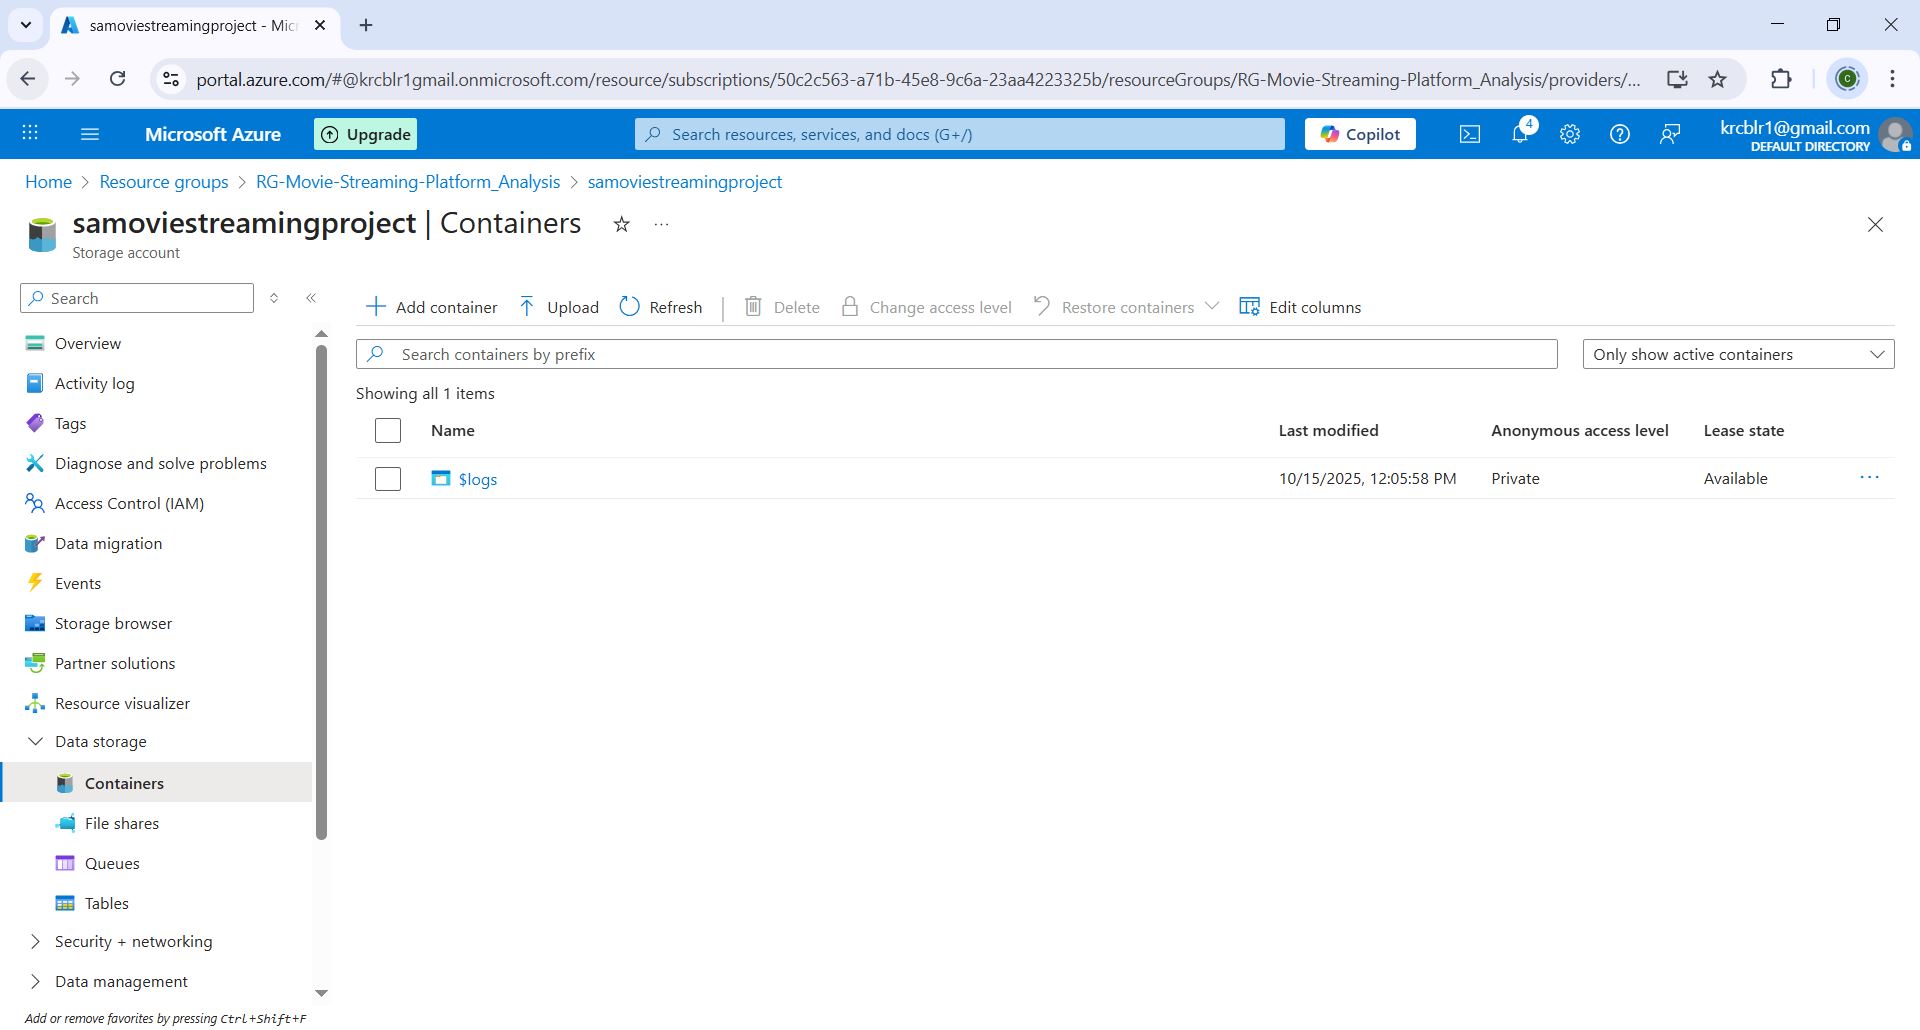 samoviestreamingproject - Mic
portal.azure.com/#@krcblr1gmail.onmicrosoft.com/resource/subscriptions/50c2c563-a71b-45e8-9c6a-23aa4223325b/resourceGroups/RG-Movie-Streaming-Platform_Analysis/providers/...
C
Microsoft Azure
Upgrade
Search resources, services, and docs (G+/)
Copilot
4
krcblr1@gmail.com
DEFAULT DIRECTORY
Home > Resource groups > RG-Movie-Streaming-Platform_Analysis > samoviestreamingproject
samoviestreamingproject | Containers
Storage account
Search
Overview
Activity log
Tags
Diagnose and solve problems
Access Control (IAM)
Data migration
Events
Storage browser
Partner solutions
Resource visualizer
Data storage
Containers
File shares
Queues
Tables
Security + networking
Data management
Add or remove favorites by pressing Ctrl+Shift+F
Add container Upload Refresh Delete Change access level Restore containers Edit columns
Search containers by prefix
Only show active containers
Showing all 1 items
Name Last modified Anonymous access level Lease state
$logs 10/15/2025, 12:05:58 PM Private Available